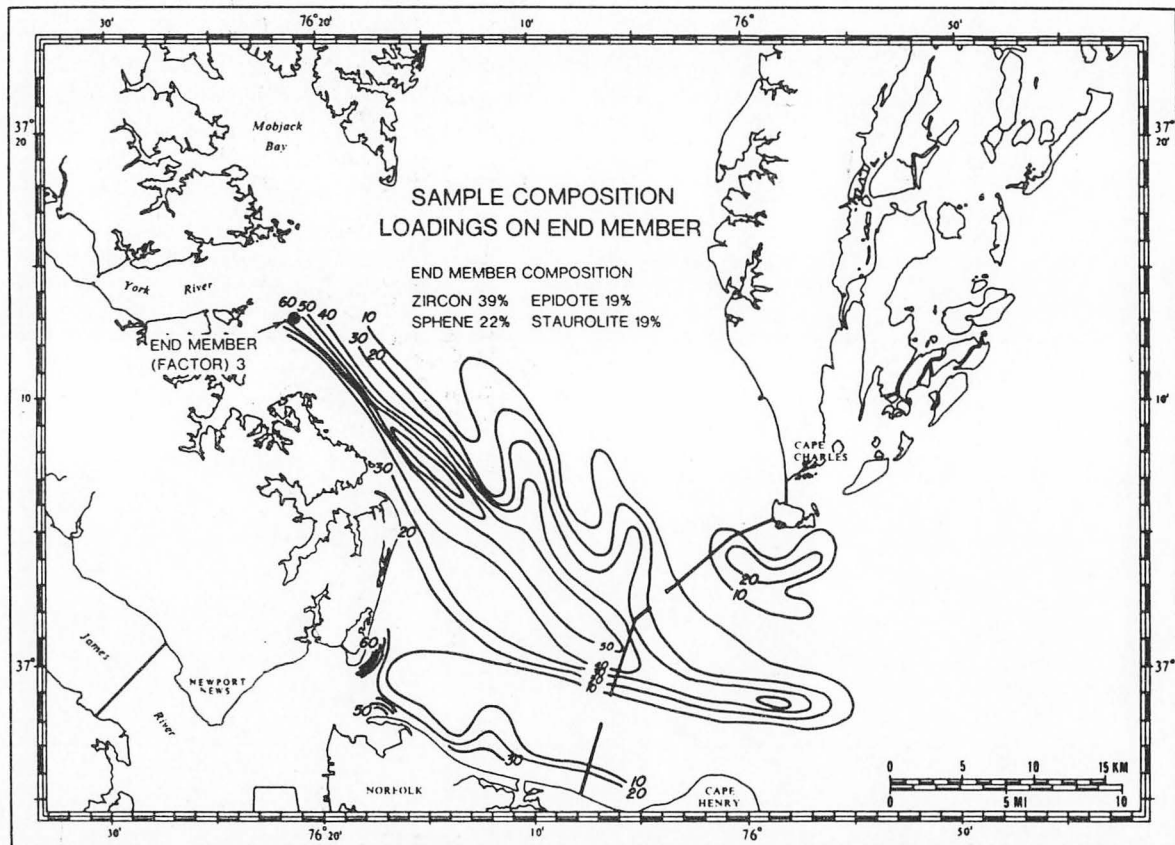 30'
76° 20'
10'
76°
50'
37°
20'
37°
20'
Mobjack
Bay
SAMPLE COMPOSITION
LOADINGS ON END MEMBER
END MEMBER COMPOSITION
ZIRCON 39% EPIDOTE 19%
SPHENE 22% STAUROLITE 19%
York River
60 50 40 10
30
20
END MEMBER
(FACTOR) 3
10
10'
CAPE
CHARLES
30
20
20
10
James
River
NEWPORT
NEWS
60
37°
37°
50
30
10
20
50
40
10
NORFOLK
CAPE
HENRY
0 5 10 15 KM
0 5 MI 10
30'
76° 20'
10
76°
50'